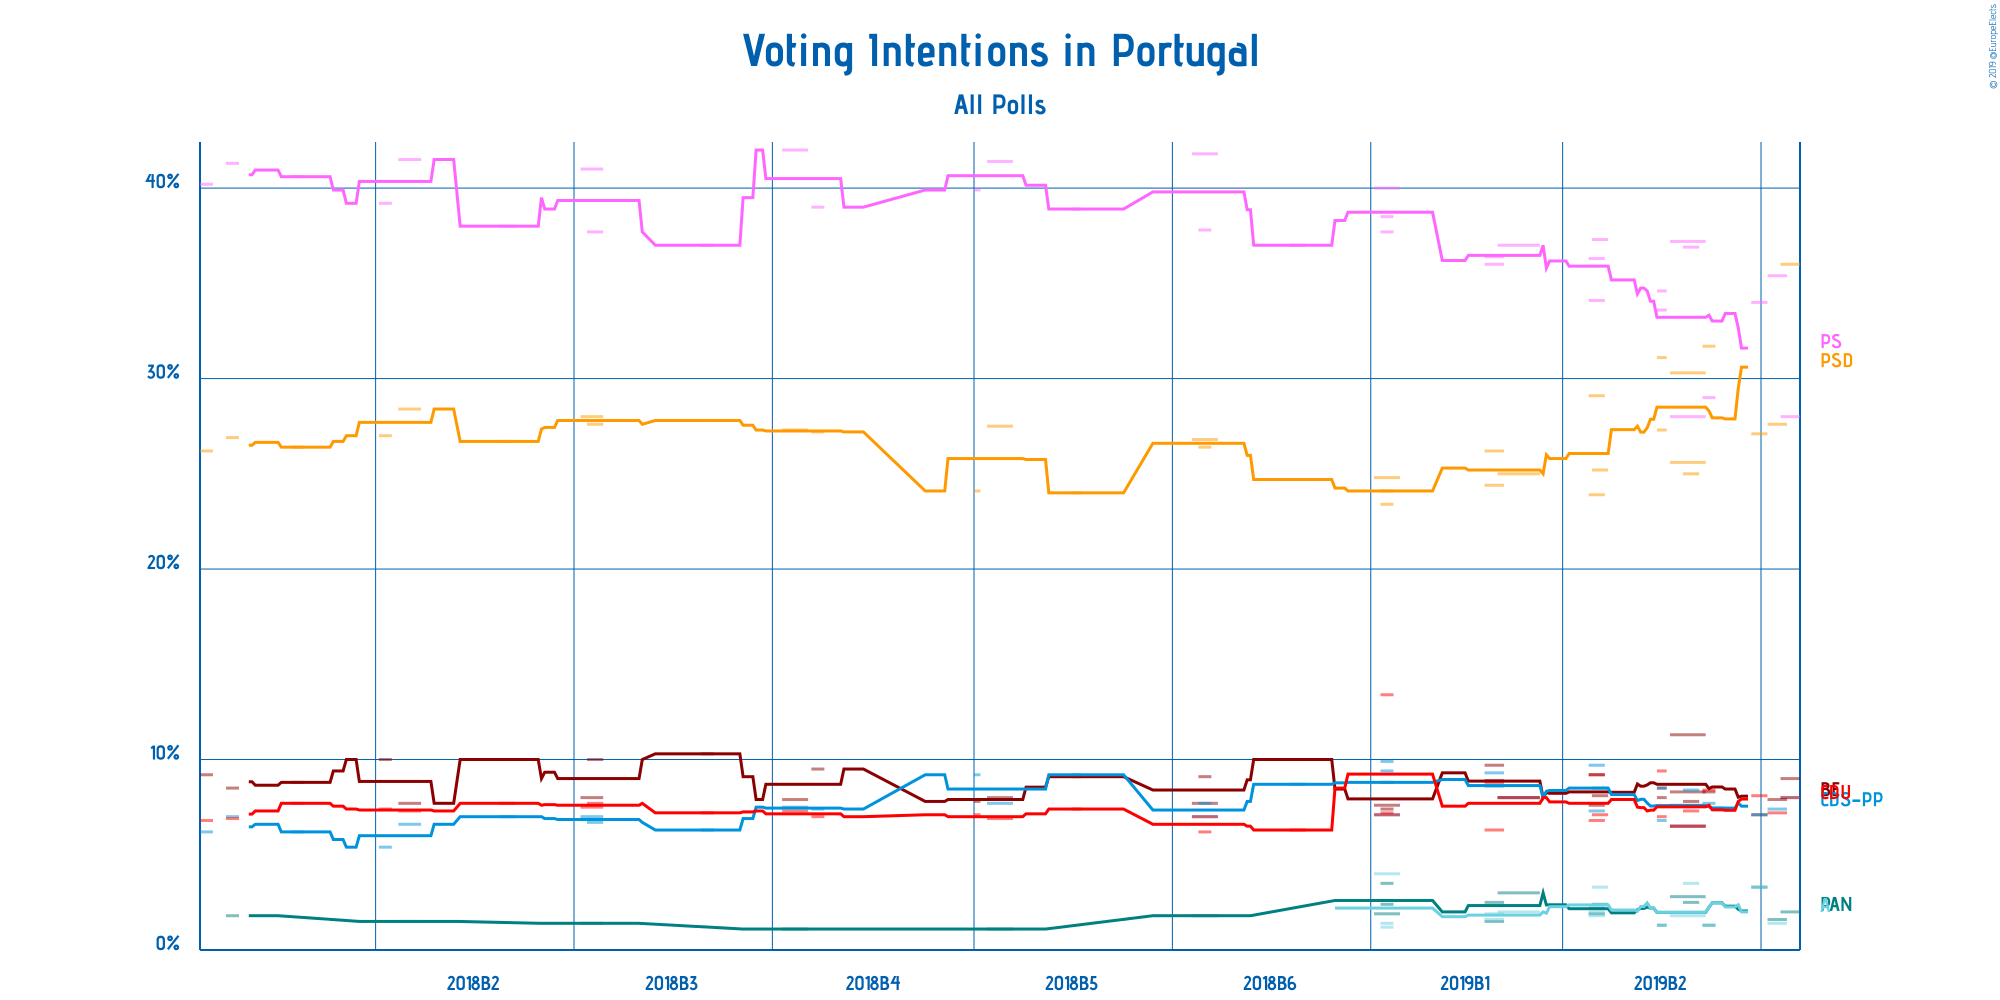 Voting Intentions in Portugal
All Polls
© 2019 @EuropeElects
40%
30%
20%
10%
0%
PS
PSD
CDS-PP
PAN
2018B2
2018B3
2018B4
2018B5
2018B6
2019B1
2019B2